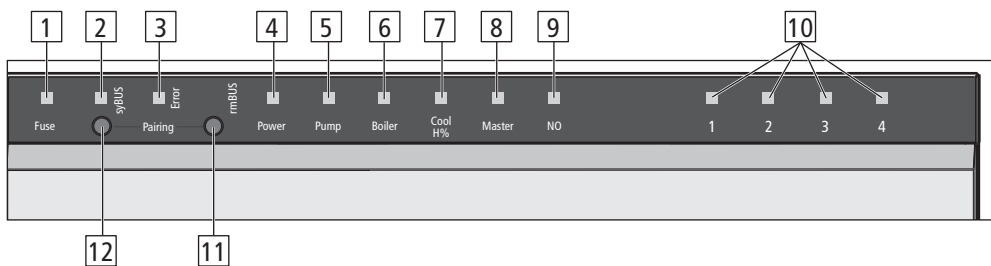 1 2 3 4 5 6 7 8 9 10
syBUS Error rmBUS
Fuse Pairing Power Pump Boiler Cool H% Master NO 1 2 3 4
12 11